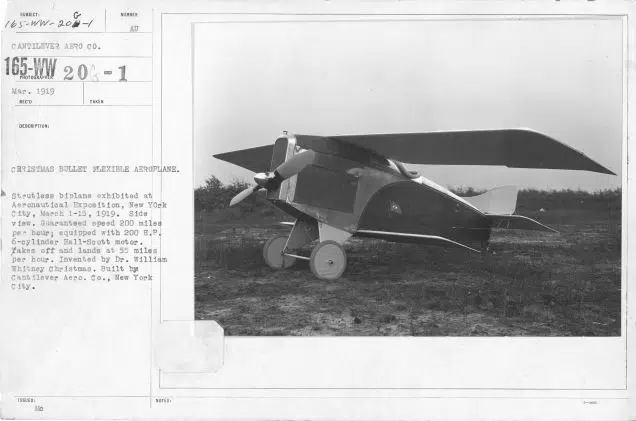 SUBJECT:
G
165-WW-20G-1
NUMBER
AU
CANTILEVER AERO CO.
165-WW 20G-1
PHOTOGRAPHER
Mar. 1919
REC'D
TAKEN
DESCRIPTION:
CHRISTMAS BULLET FLEXIBLE AEROPLANE.
Strutless biplane exhibited at
Aeronautical Exposition, New York
City, March 1-15, 1919. Side
view. Guaranteed speed 200 miles
per hour; equipped with 200 H.P.
6-cylinder Hall-Scott motor.
Takes off and lands at 55 miles
per hour. Invented by Dr. William
Whitney Christmas. Built by
Cantilever Aero. Co., New York
City.
ISSUED:
NO
NOTES: